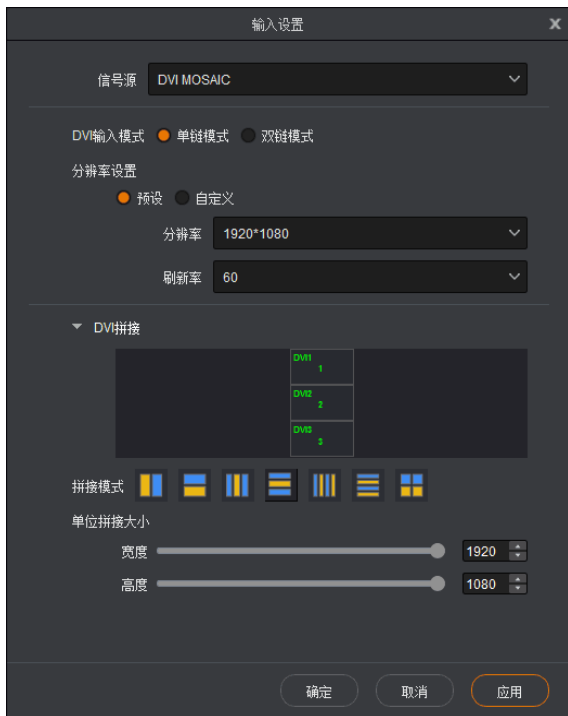 输入设置 x
信号源 DVI MOSAIC
DVI输入模式 单链模式 双链模式
分辨率设置
预设 自定义
分辨率 1920*1080
刷新率 60
DVI拼接
DVI1
1
DVI2
2
DVI3
3
拼接模式
单位拼接大小
宽度 1920
高度 1080
确定 取消 应用